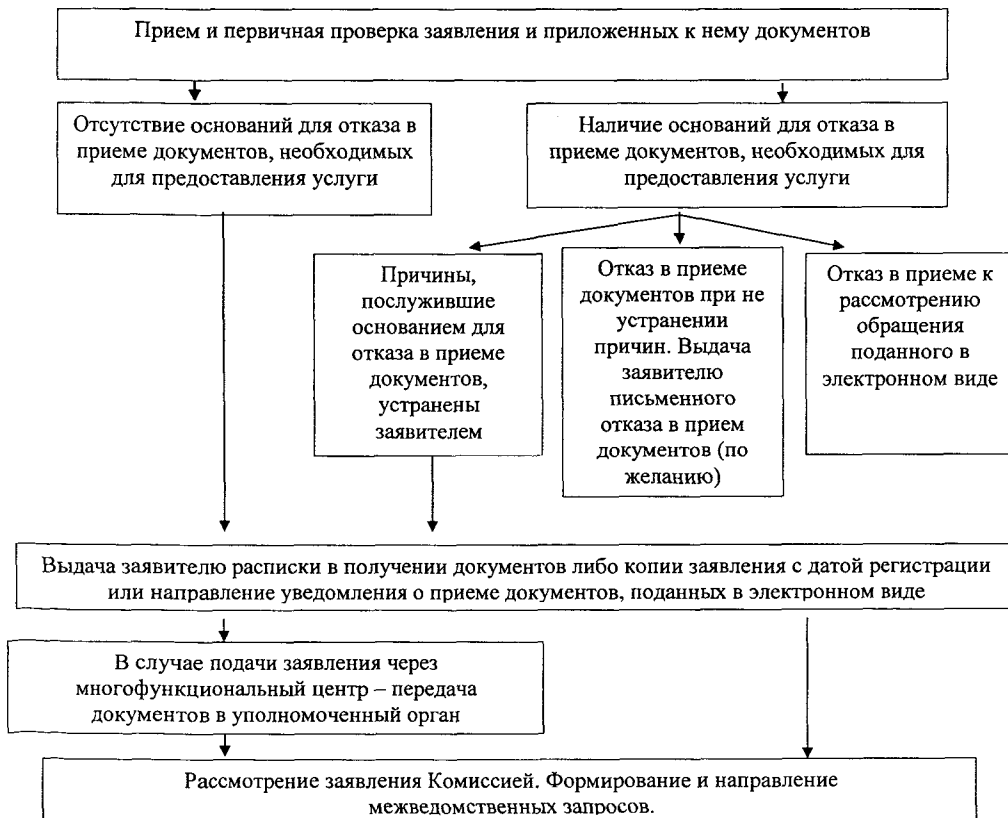 Прием и первичная проверка заявления и приложенных к нему документов
Отсутствие оснований для отказа в
приеме документов, необходимых
для предоставления услуги
Наличие оснований для отказа в
приеме документов, необходимых для
предоставления услуги
Причины,
послужившие
основанием для
отказа в приеме
документов,
устранены
заявителем
Отказ в приеме
документов при не
устранении
причин. Выдача
заявителю
письменного
отказа в прием
документов (по
желанию)
Отказ в приеме к
рассмотрению
обращения
поданного в
электронном виде
Выдача заявителю расписки в получении документов либо копии заявления с датой регистрации
или направление уведомления о приеме документов, поданных в электронном виде
В случае подачи заявления через
многофункциональный центр – передача
документов в уполномоченный орган
Рассмотрение заявления Комиссией. Формирование и направление
межведомственных запросов.